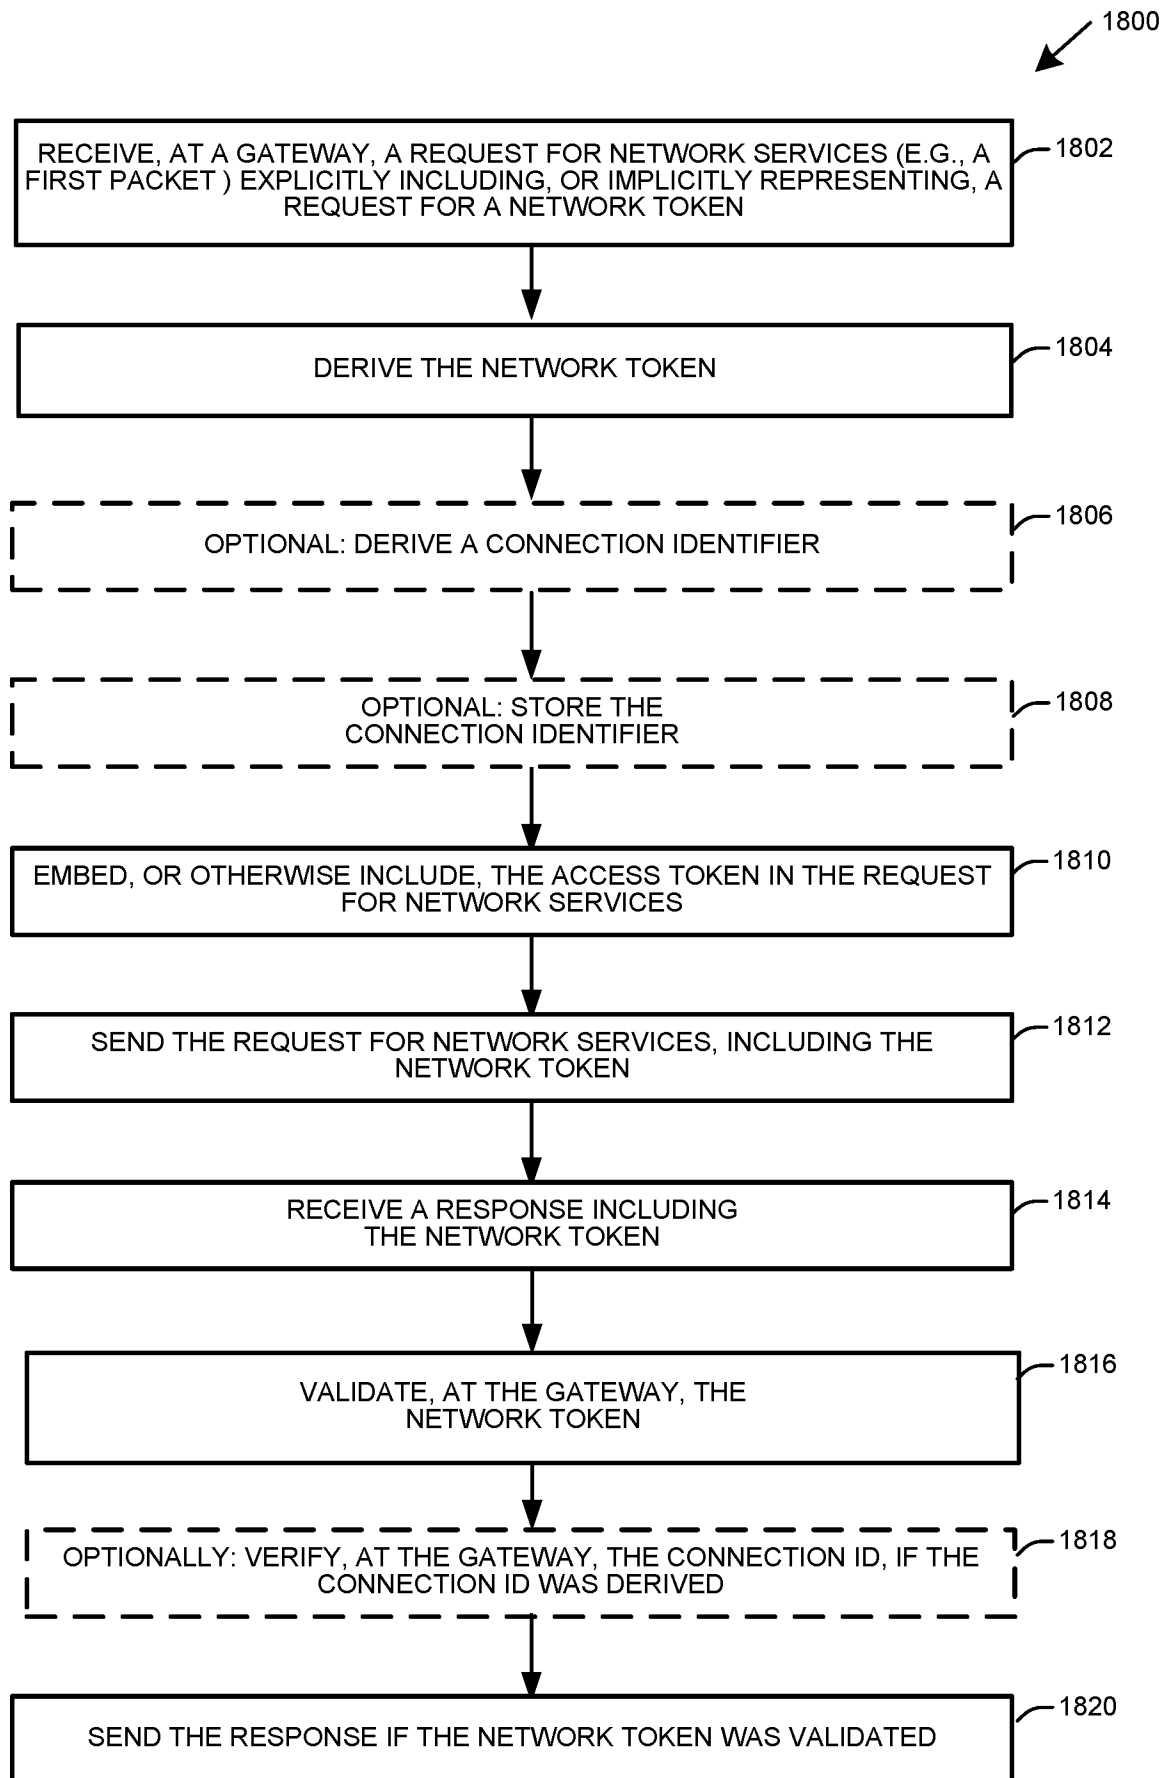 1800
RECEIVE, AT A GATEWAY, A REQUEST FOR NETWORK SERVICES (E.G., A
FIRST PACKET ) EXPLICITLY INCLUDING, OR IMPLICITLY REPRESENTING, A
REQUEST FOR A NETWORK TOKEN
1802
DERIVE THE NETWORK TOKEN
1804
OPTIONAL: DERIVE A CONNECTION IDENTIFIER
1806
OPTIONAL: STORE THE
CONNECTION IDENTIFIER
1808
EMBED, OR OTHERWISE INCLUDE, THE ACCESS TOKEN IN THE REQUEST
FOR NETWORK SERVICES
1810
SEND THE REQUEST FOR NETWORK SERVICES, INCLUDING THE
NETWORK TOKEN
1812
RECEIVE A RESPONSE INCLUDING
THE NETWORK TOKEN
1814
VALIDATE, AT THE GATEWAY, THE
NETWORK TOKEN
1816
OPTIONALLY: VERIFY, AT THE GATEWAY, THE CONNECTION ID, IF THE
CONNECTION ID WAS DERIVED
1818
SEND THE RESPONSE IF THE NETWORK TOKEN WAS VALIDATED
1820